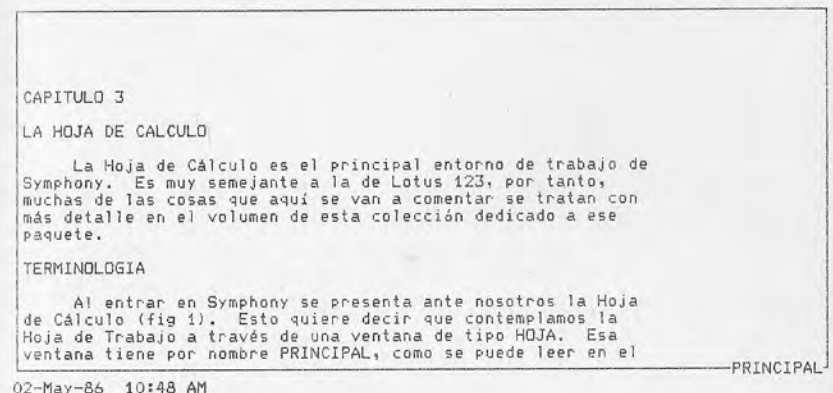 CAPITULO 3
LA HOJA DE CALCULO
La Hoja de Cálculo es el principal entorno de trabajo de
Symphony. Es muy semejante a la de Lotus 123, por tanto,
muchas de las cosas que aquí se van a comentar se tratan con
más detalle en el volumen de esta colección dedicado a ese
paquete.
TERMINOLOGIA
Al entrar en Symphony se presenta ante nosotros la Hoja
de Cálculo (fig 1). Esto quiere decir que contemplamos la
Hoja de Trabajo a través de una ventana de tipo HOJA. Esa
ventana tiene por nombre PRINCIPAL, como se puede leer en el
PRINCIPAL
02-May-86 10:48 AM